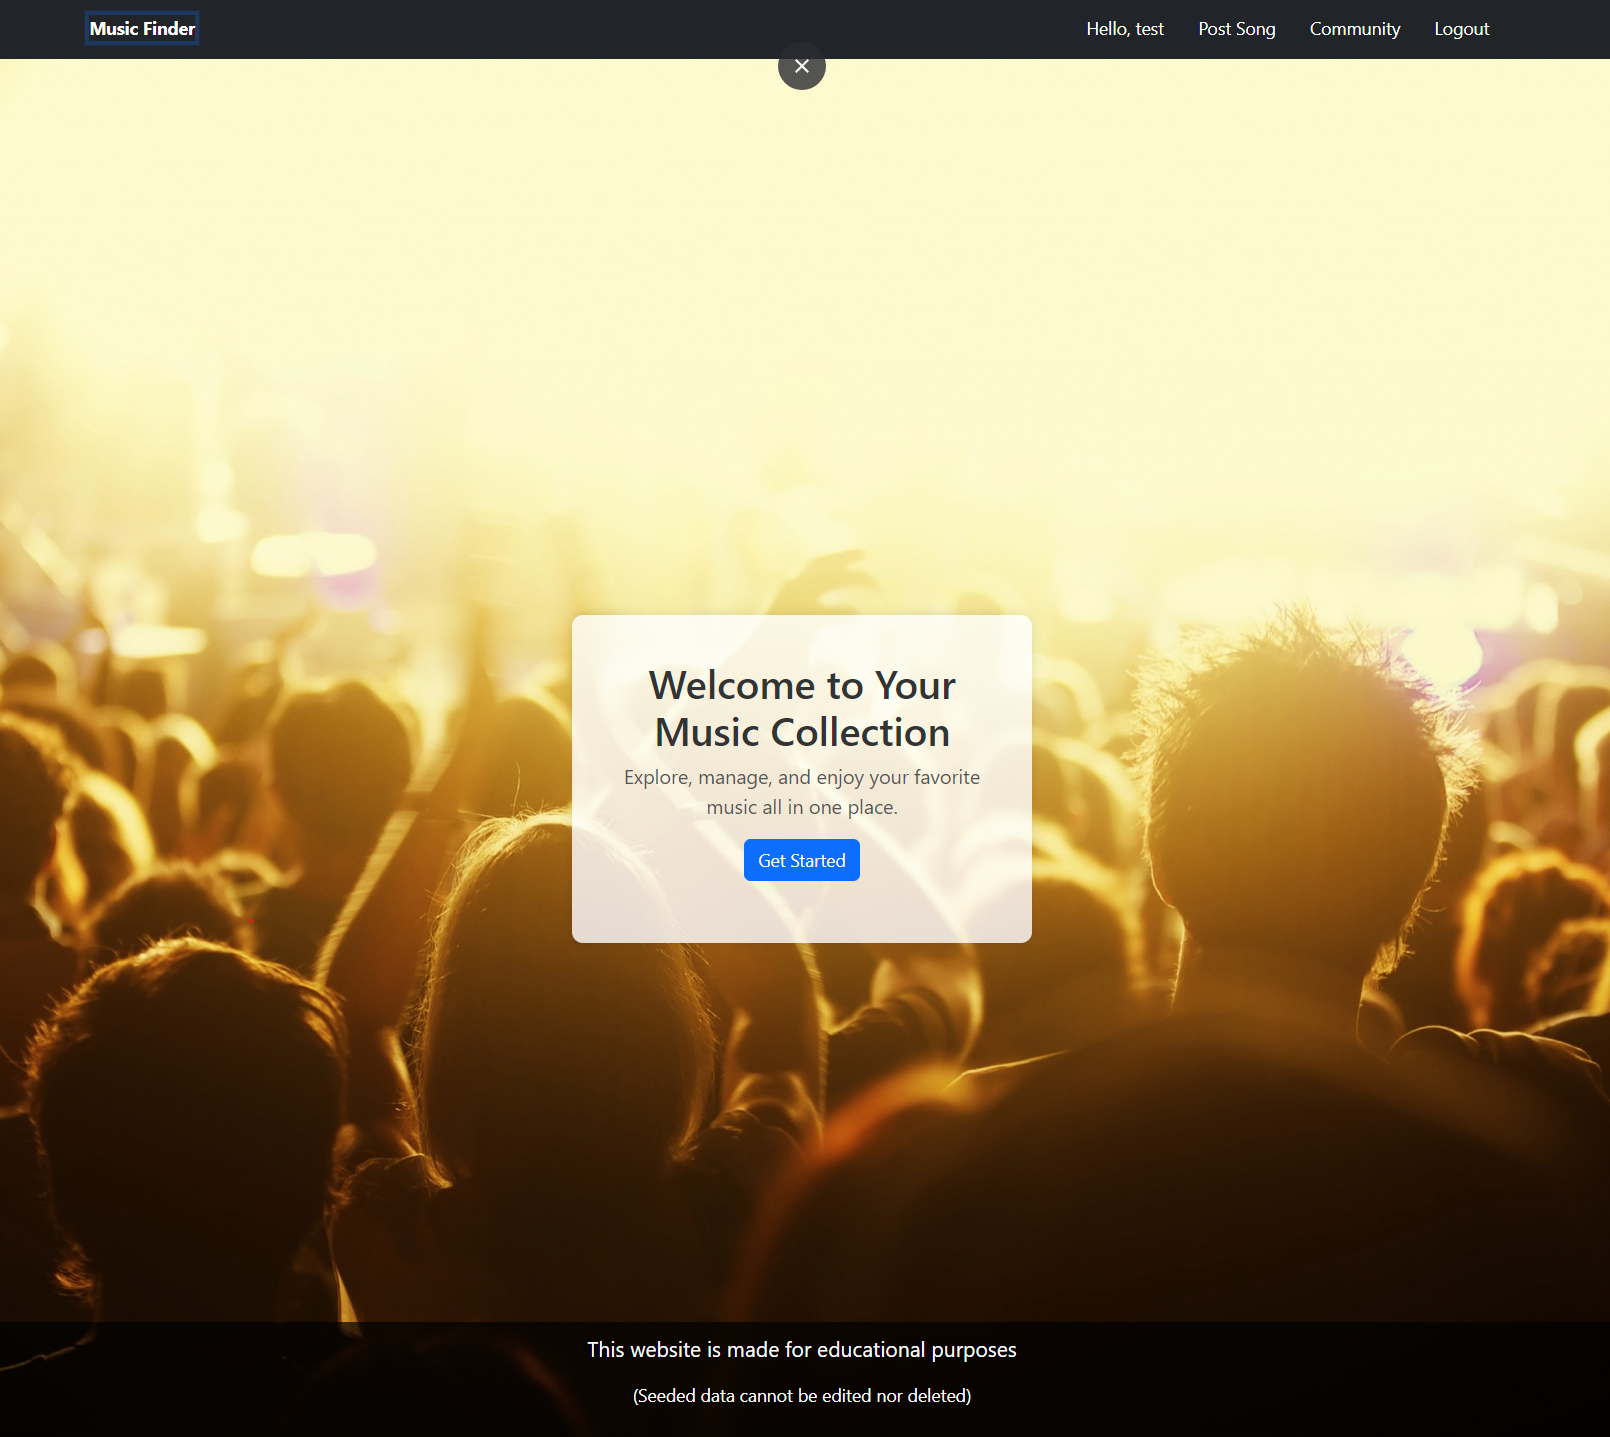 Music Finder
Hello, test
Post Song
Community
Logout
Welcome to Your
Music Collection
Explore, manage, and enjoy your favorite
music all in one place.
Get Started
This website is made for educational purposes
(Seeded data cannot be edited nor deleted)